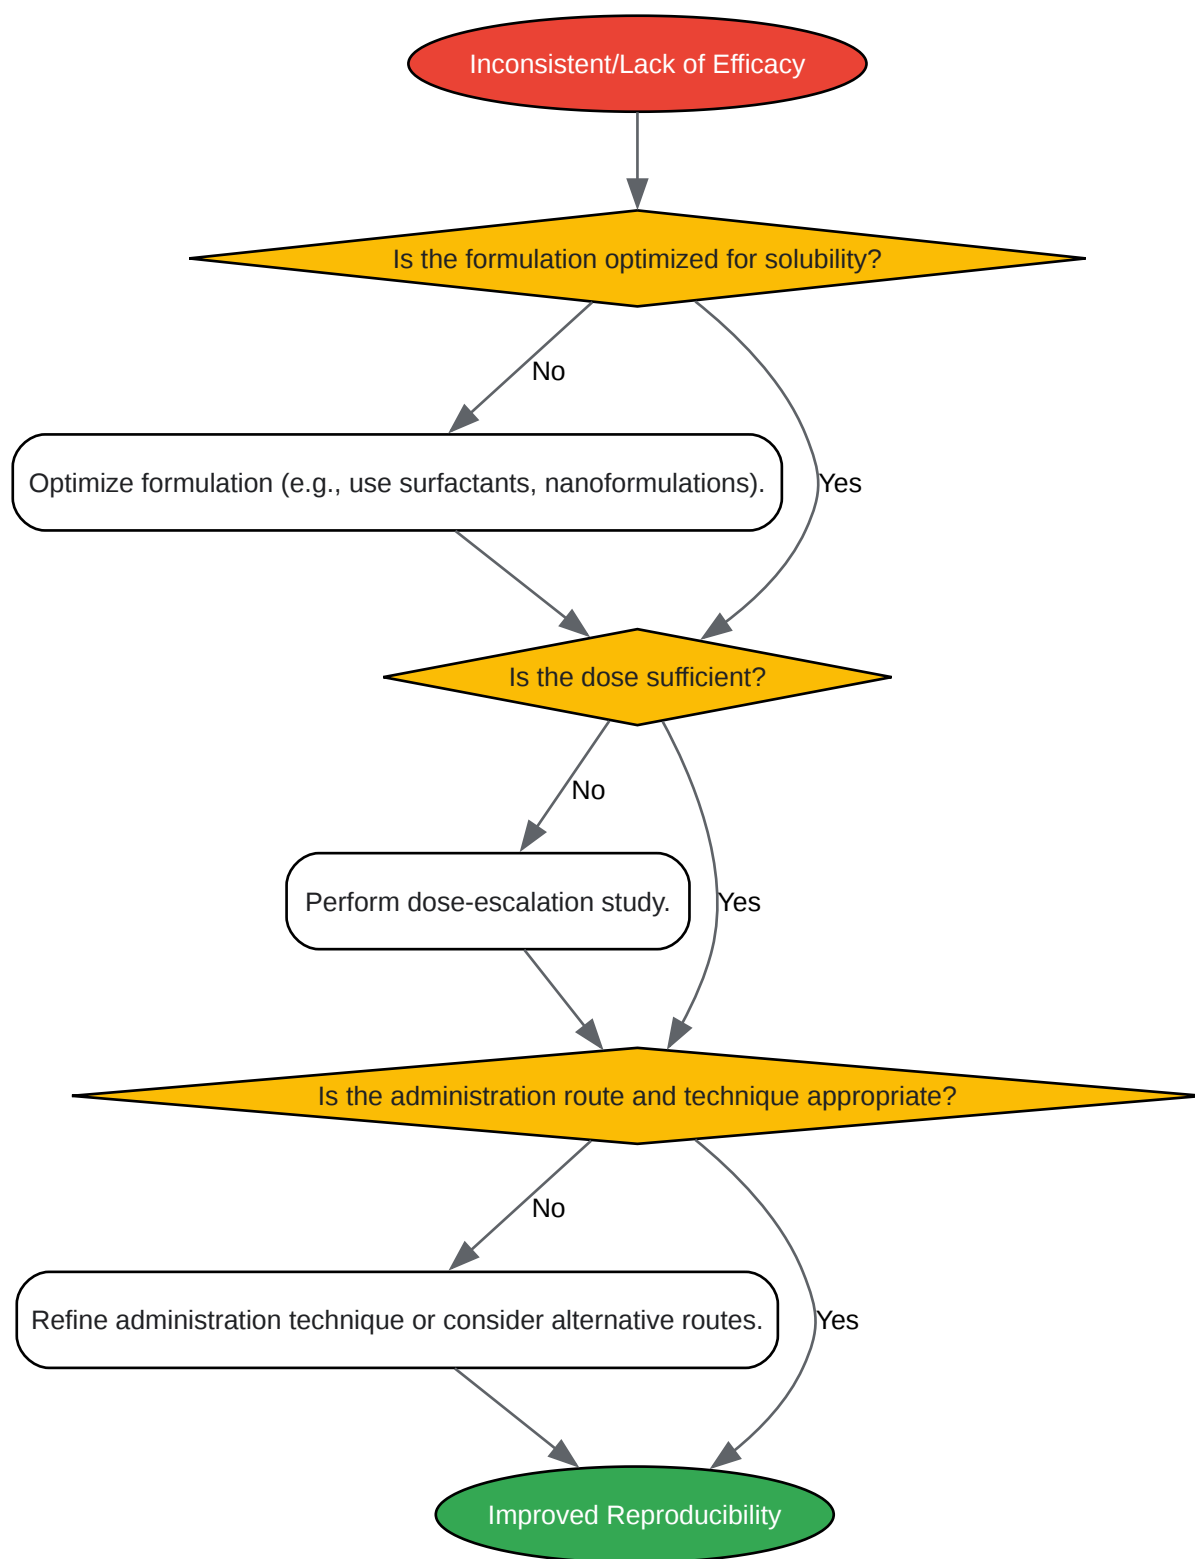 Inconsistent/Lack of Efficacy
Is the formulation optimized for solubility?
No
Optimize formulation (e.g., use surfactants, nanoformulations).
Yes
Is the dose sufficient?
No
Perform dose-escalation study.
Yes
Is the administration route and technique appropriate?
No
Refine administration technique or consider alternative routes.
Yes
Improved Reproducibility